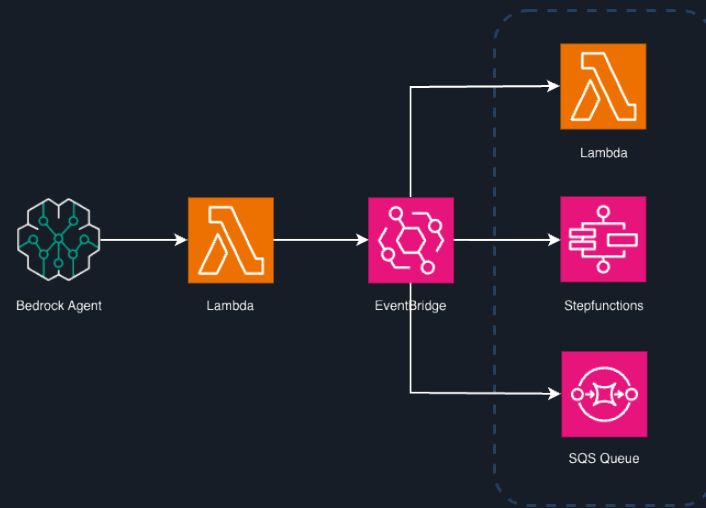 Lambda
Bedrock Agent
Lambda
EventBridge
Stepfunctions
SQS Queue